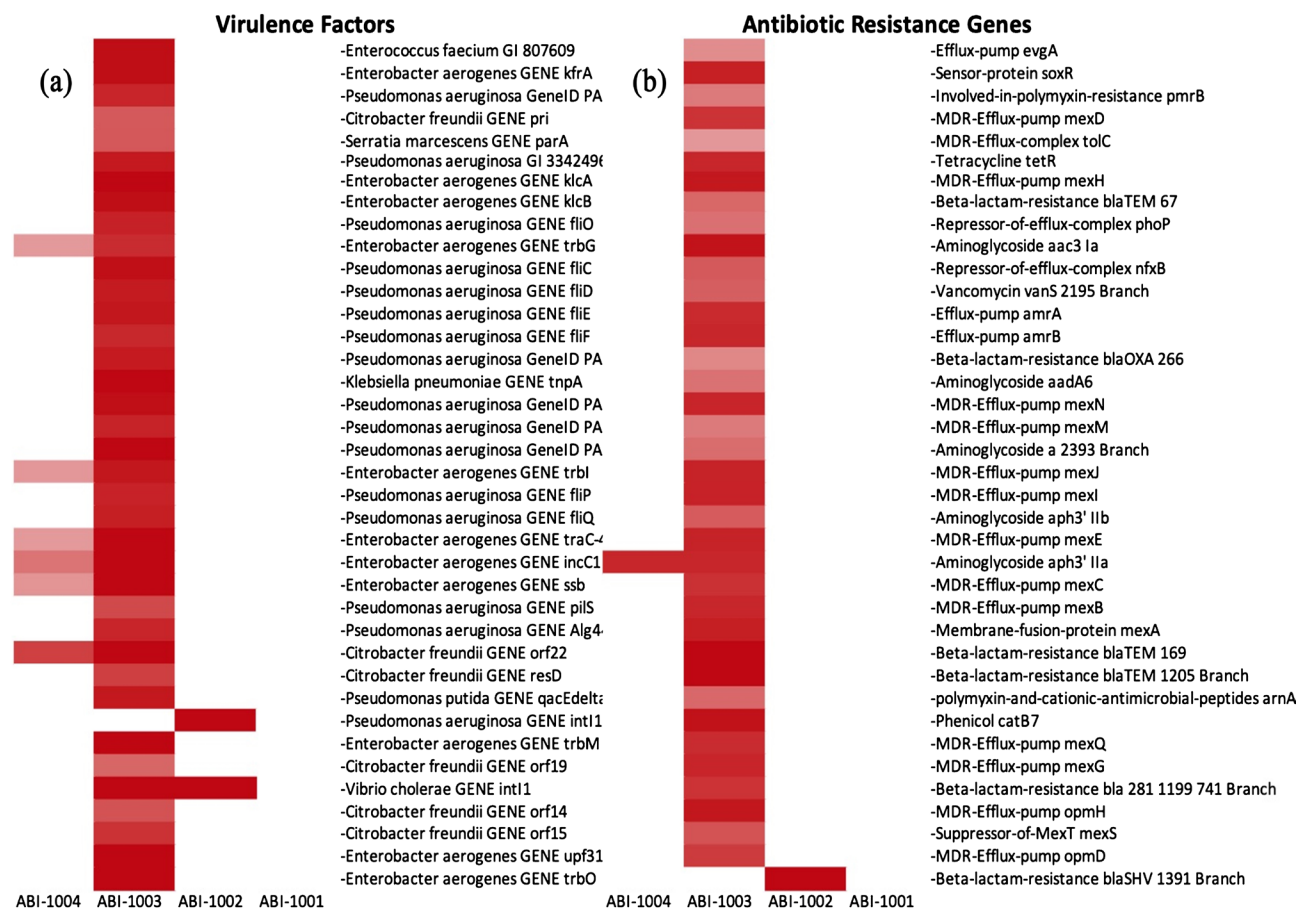 Virulence Factors
(a)
-Enterococcus faecium GI 807609
-Enterobacter aerogenes GENE kfrA
-Pseudomonas aeruginosa GeneID PA
-Citrobacter freundii GENE pri
-Serratia marcescens GENE parA
-Pseudomonas aeruginosa GI 3342496
-Enterobacter aerogenes GENE klcA
-Enterobacter aerogenes GENE klcB
-Pseudomonas aeruginosa GENE fliO
-Enterobacter aerogenes GENE trbG
-Pseudomonas aeruginosa GENE fliC
-Pseudomonas aeruginosa GENE fliD
-Pseudomonas aeruginosa GENE fliE
-Pseudomonas aeruginosa GENE fliF
-Pseudomonas aeruginosa GeneID PA
-Klebsiella pneumoniae GENE tnpA
-Pseudomonas aeruginosa GeneID PA
-Pseudomonas aeruginosa GeneID PA
-Pseudomonas aeruginosa GeneID PA
-Enterobacter aerogenes GENE trbI
-Pseudomonas aeruginosa GENE fliP
-Pseudomonas aeruginosa GENE fliQ
-Enterobacter aerogenes GENE traC-4
-Enterobacter aerogenes GENE incC1
-Enterobacter aerogenes GENE ssb
-Pseudomonas aeruginosa GENE pilS
-Pseudomonas aeruginosa GENE Alg44
-Citrobacter freundii GENE orf22
-Citrobacter freundii GENE resD
-Pseudomonas putida GENE qacEdelta
-Pseudomonas aeruginosa GENE intI1
-Enterobacter aerogenes GENE trbM
-Citrobacter freundii GENE orf19
-Vibrio cholerae GENE intI1
-Citrobacter freundii GENE orf14
-Citrobacter freundii GENE orf15
-Enterobacter aerogenes GENE upf31
-Enterobacter aerogenes GENE trbO
ABI-1004 ABI-1003 ABI-1002 ABI-1001
Antibiotic Resistance Genes
(b)
-Efflux-pump evgA
-Sensor-protein soxR
-Involved-in-polymyxin-resistance pmrB
-MDR-Efflux-pump mexD
-MDR-Efflux-complex tolC
-Tetracycline tetR
-MDR-Efflux-pump mexH
-Beta-lactam-resistance blaTEM 67
-Repressor-of-efflux-complex phoP
-Aminoglycoside aac3 Ia
-Repressor-of-efflux-complex nfxB
-Vancomycin vanS 2195 Branch
-Efflux-pump amrA
-Efflux-pump amrB
-Beta-lactam-resistance blaOXA 266
-Aminoglycoside aadA6
-MDR-Efflux-pump mexN
-MDR-Efflux-pump mexM
-Aminoglycoside a 2393 Branch
-MDR-Efflux-pump mexJ
-MDR-Efflux-pump mexI
-Aminoglycoside aph3' IIb
-MDR-Efflux-pump mexE
-Aminoglycoside aph3' IIa
-MDR-Efflux-pump mexC
-MDR-Efflux-pump mexB
-Membrane-fusion-protein mexA
-Beta-lactam-resistance blaTEM 169
-Beta-lactam-resistance blaTEM 1205 Branch
-polymyxin-and-cationic-antimicrobial-peptides arnA
-Phenicol catB7
-MDR-Efflux-pump mexQ
-MDR-Efflux-pump mexG
-Beta-lactam-resistance bla 281 1199 741 Branch
-MDR-Efflux-pump opmH
-Suppressor-of-MexT mexS
-MDR-Efflux-pump opmD
-Beta-lactam-resistance blaSHV 1391 Branch
ABI-1004 ABI-1003 ABI-1002 ABI-1001